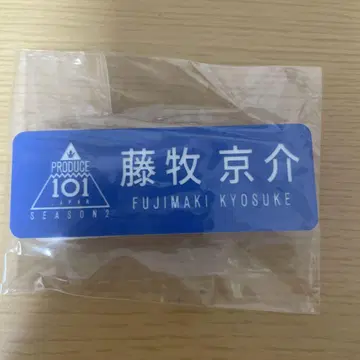 PRODUCE
101
JAPAN
SEASON2
藤牧 京介
FUJIMAKI KYOSUKE